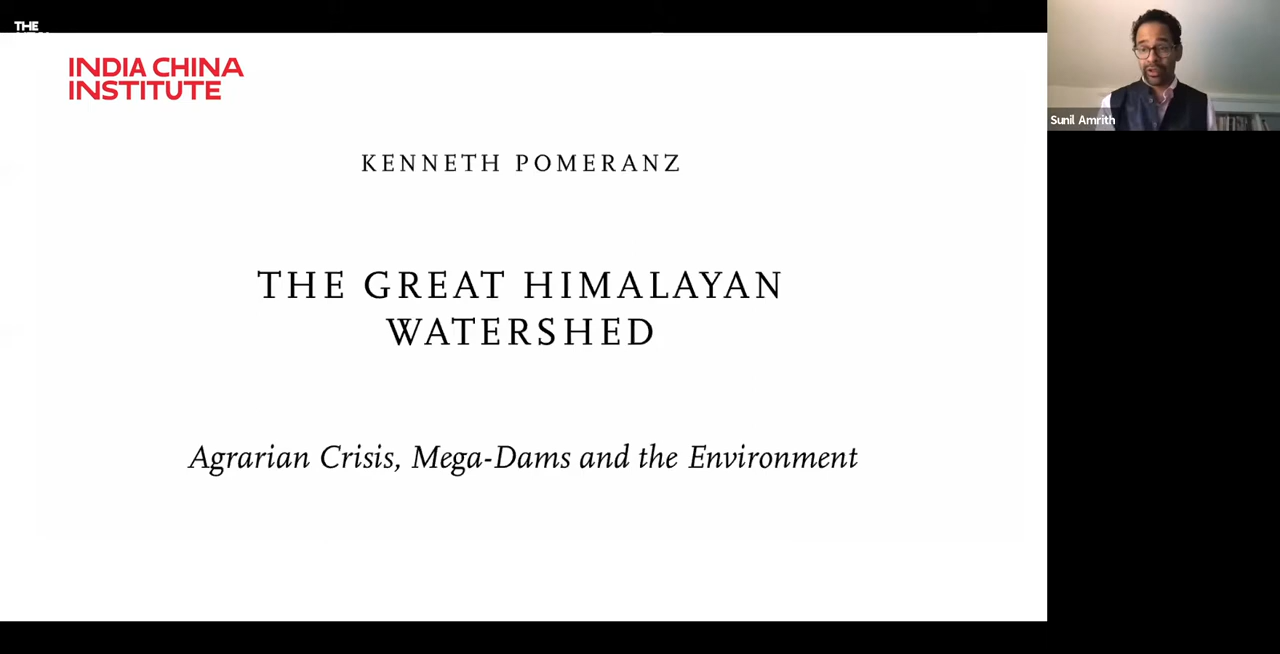 THE
INDIA CHINA
INSTITUTE
KENNETH POMERANZ
THE GREAT HIMALAYAN
WATERSHED
Agrarian Crisis, Mega-Dams and the Environment
Sunil Amrith